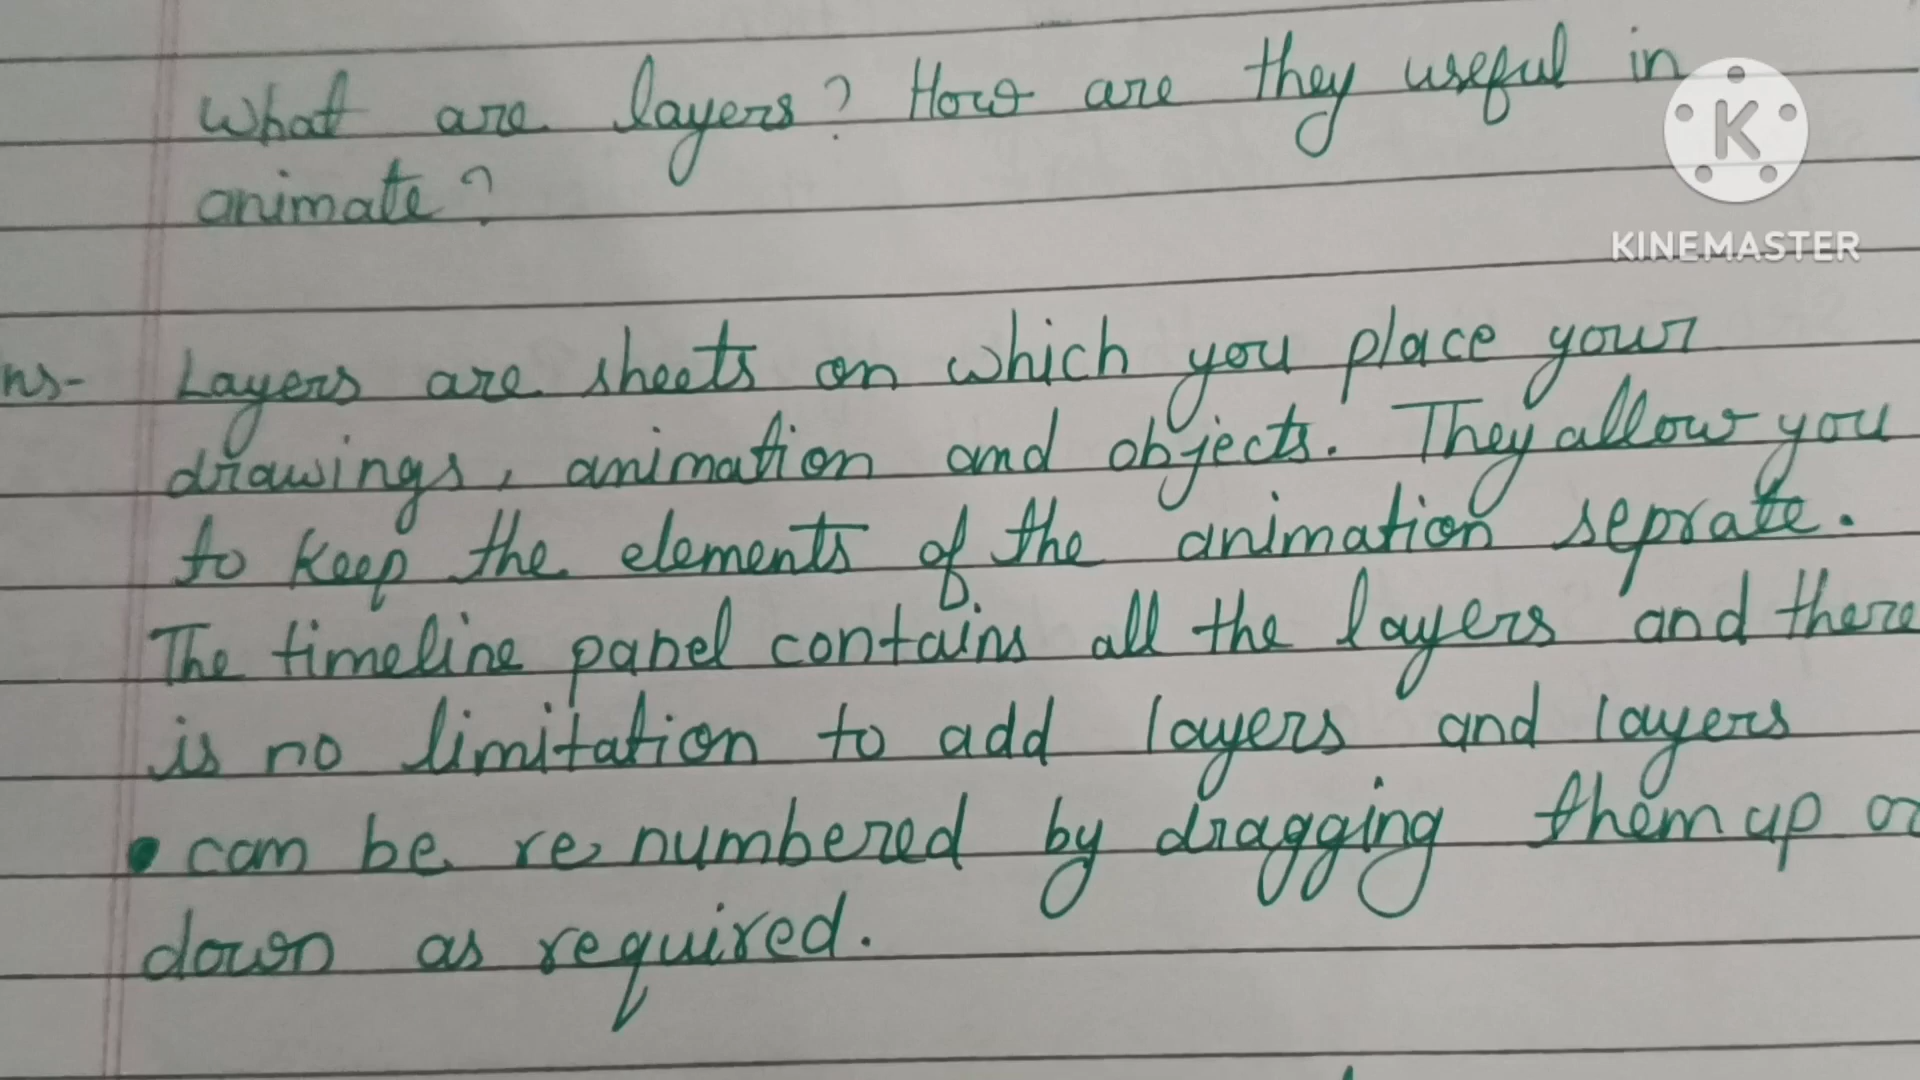 What are layers? How are they useful in
animate?
KINEMASTER
ns- Layers are sheets on which you place your
drawings, animation and objects. They allow you
to keep the elements of the animation seprate.
The timeline panel contains all the layers and there
is no limitation to add layers and layers
can be re numbered by dragging them up or
down as required.